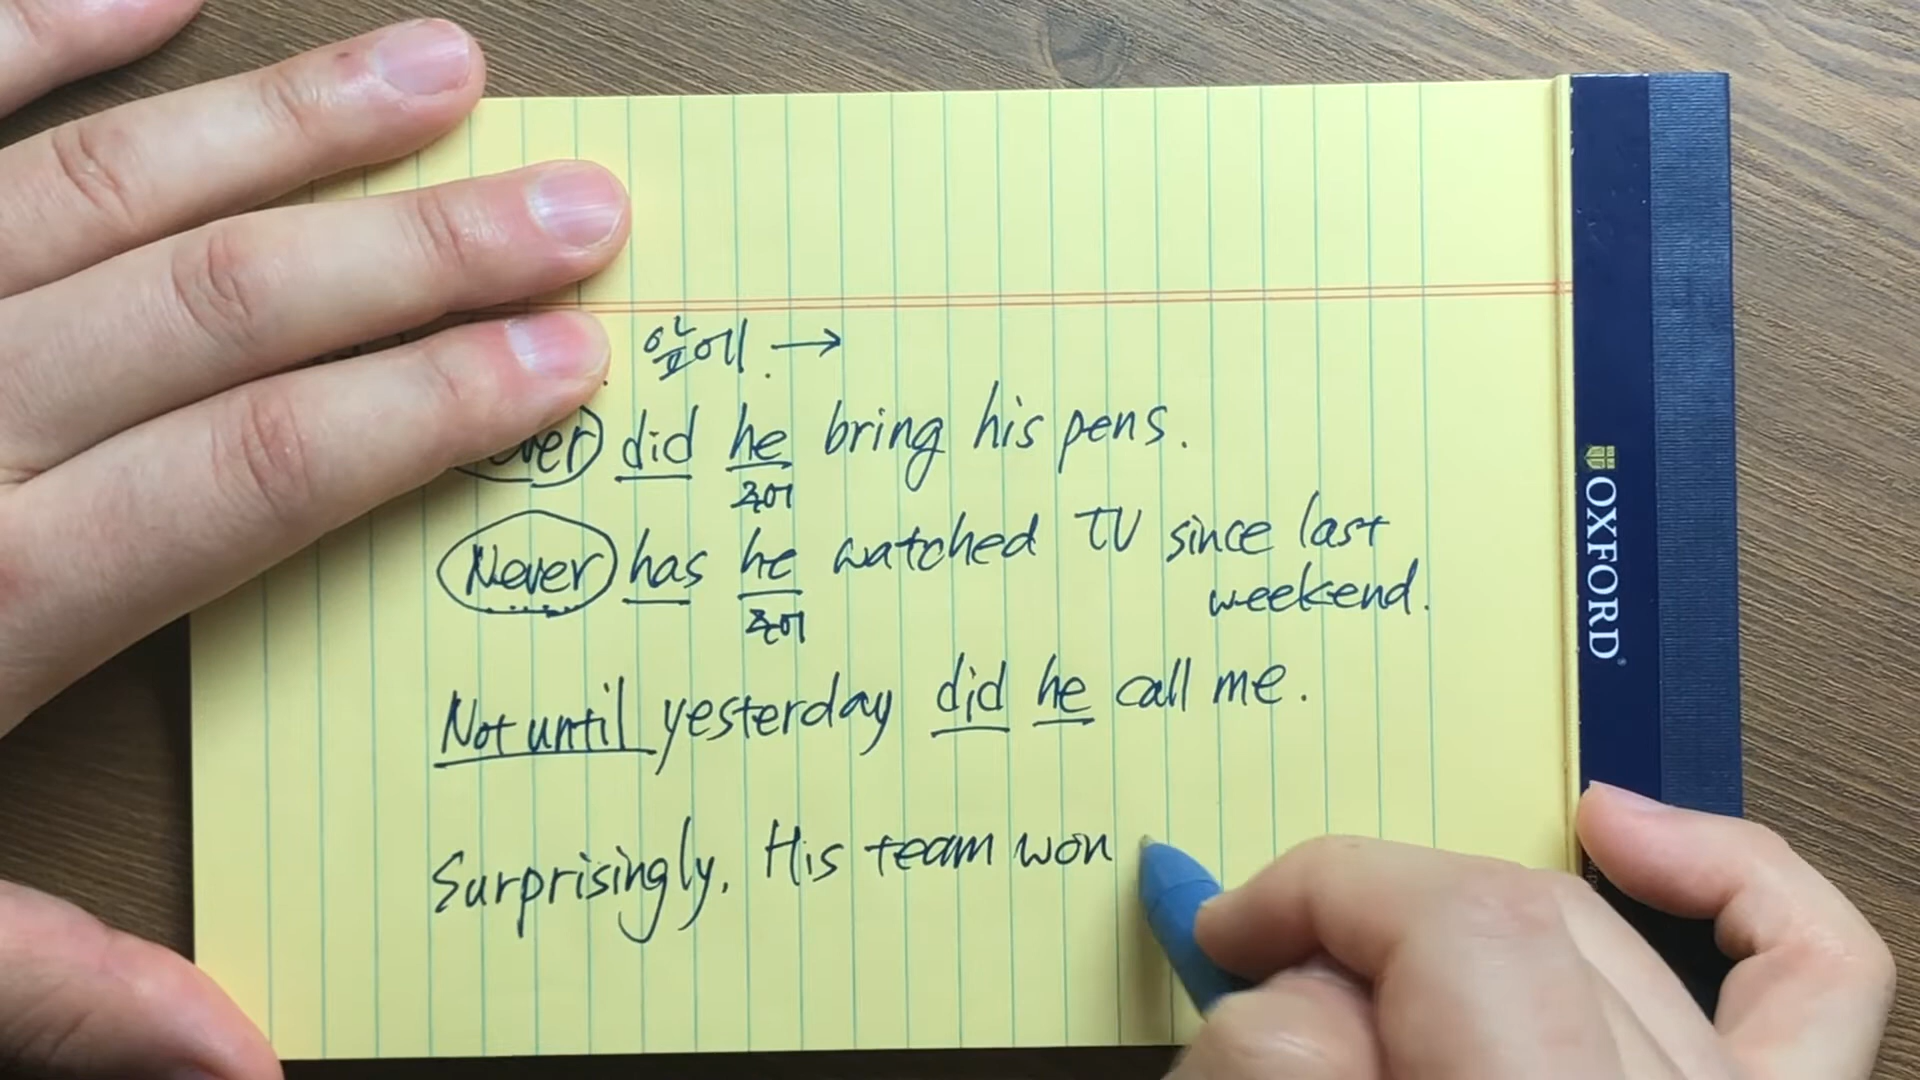 앞에. →
did he bring his pens.
주어
Never has he watched TV since last
weekend.
주어
Not until yesterday did he call me.
Surprisingly, His team won
OXFORD